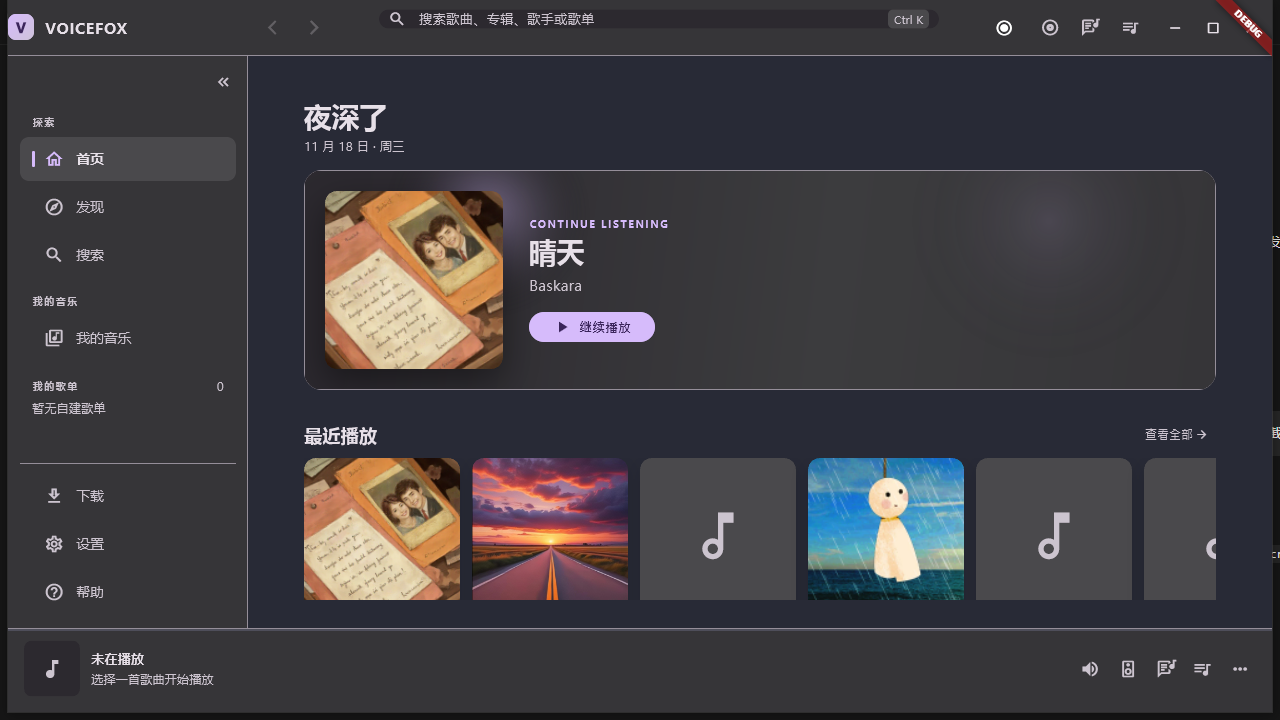 V VOICEFOX
搜索歌曲、专辑、歌手或歌单
Ctrl K
DEBUG
探索
首页
发现
搜索
我的音乐
我的音乐
我的歌单 0
暂无自建歌单
下载
设置
帮助
夜深了
11 月 18 日 · 周三
CONTINUE LISTENING
晴天
Baskara
继续播放
最近播放
查看全部
未在播放
选择一首歌曲开始播放